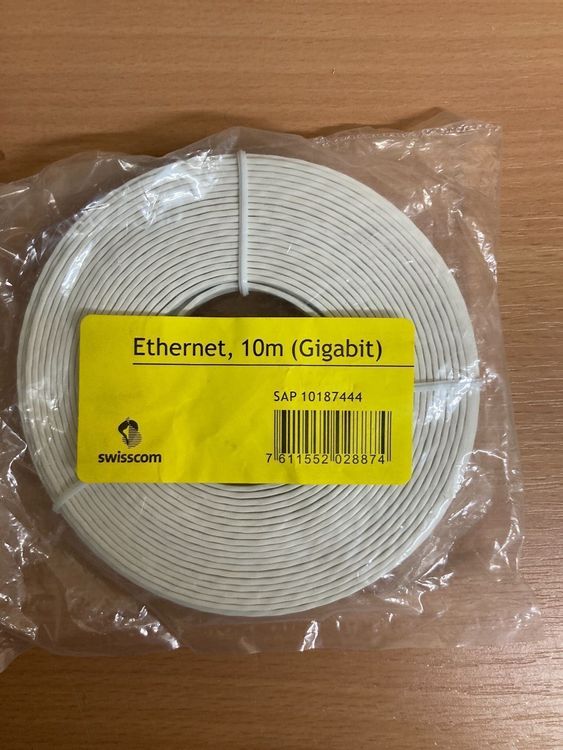 Ethernet, 10m (Gigabit)
SAP 10187444
swisscom
7 611552 028874